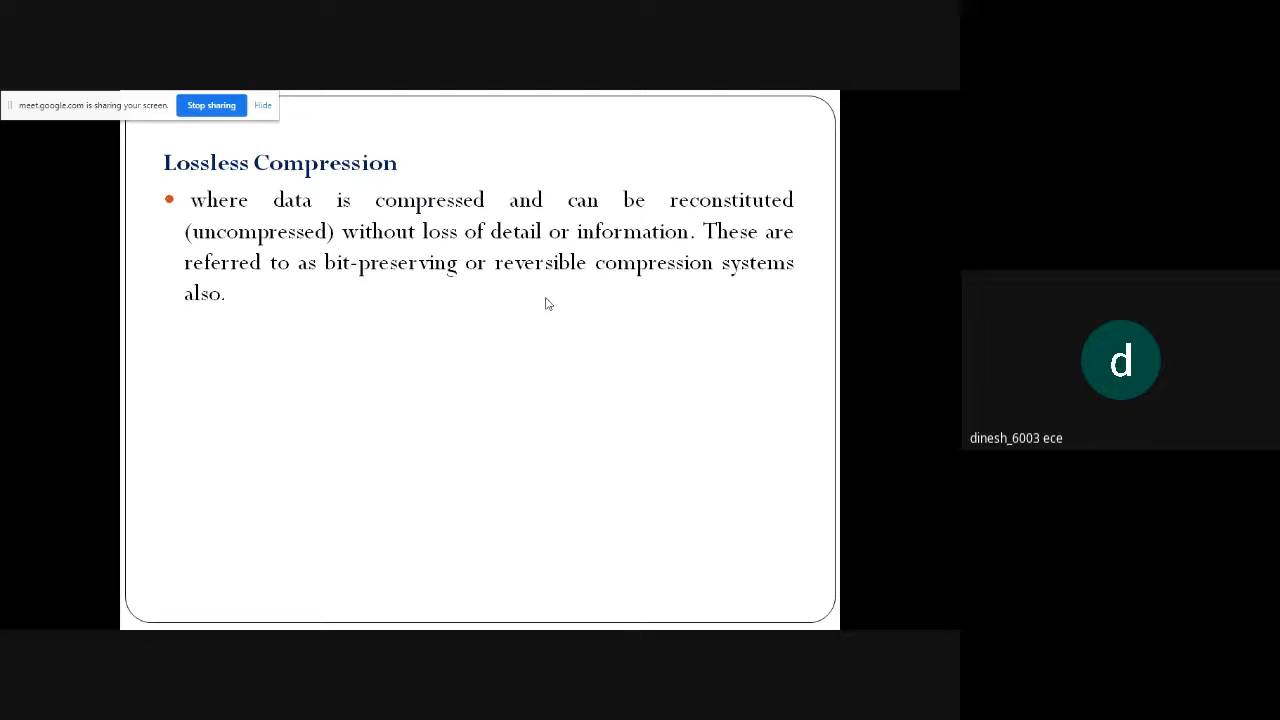 meet.google.com is sharing your screen. Stop sharing Hide
Lossless Compression
where data is compressed and can be reconstituted
(uncompressed) without loss of detail or information. These are
referred to as bit-preserving or reversible compression systems
also.
d
dinesh_6003 ece